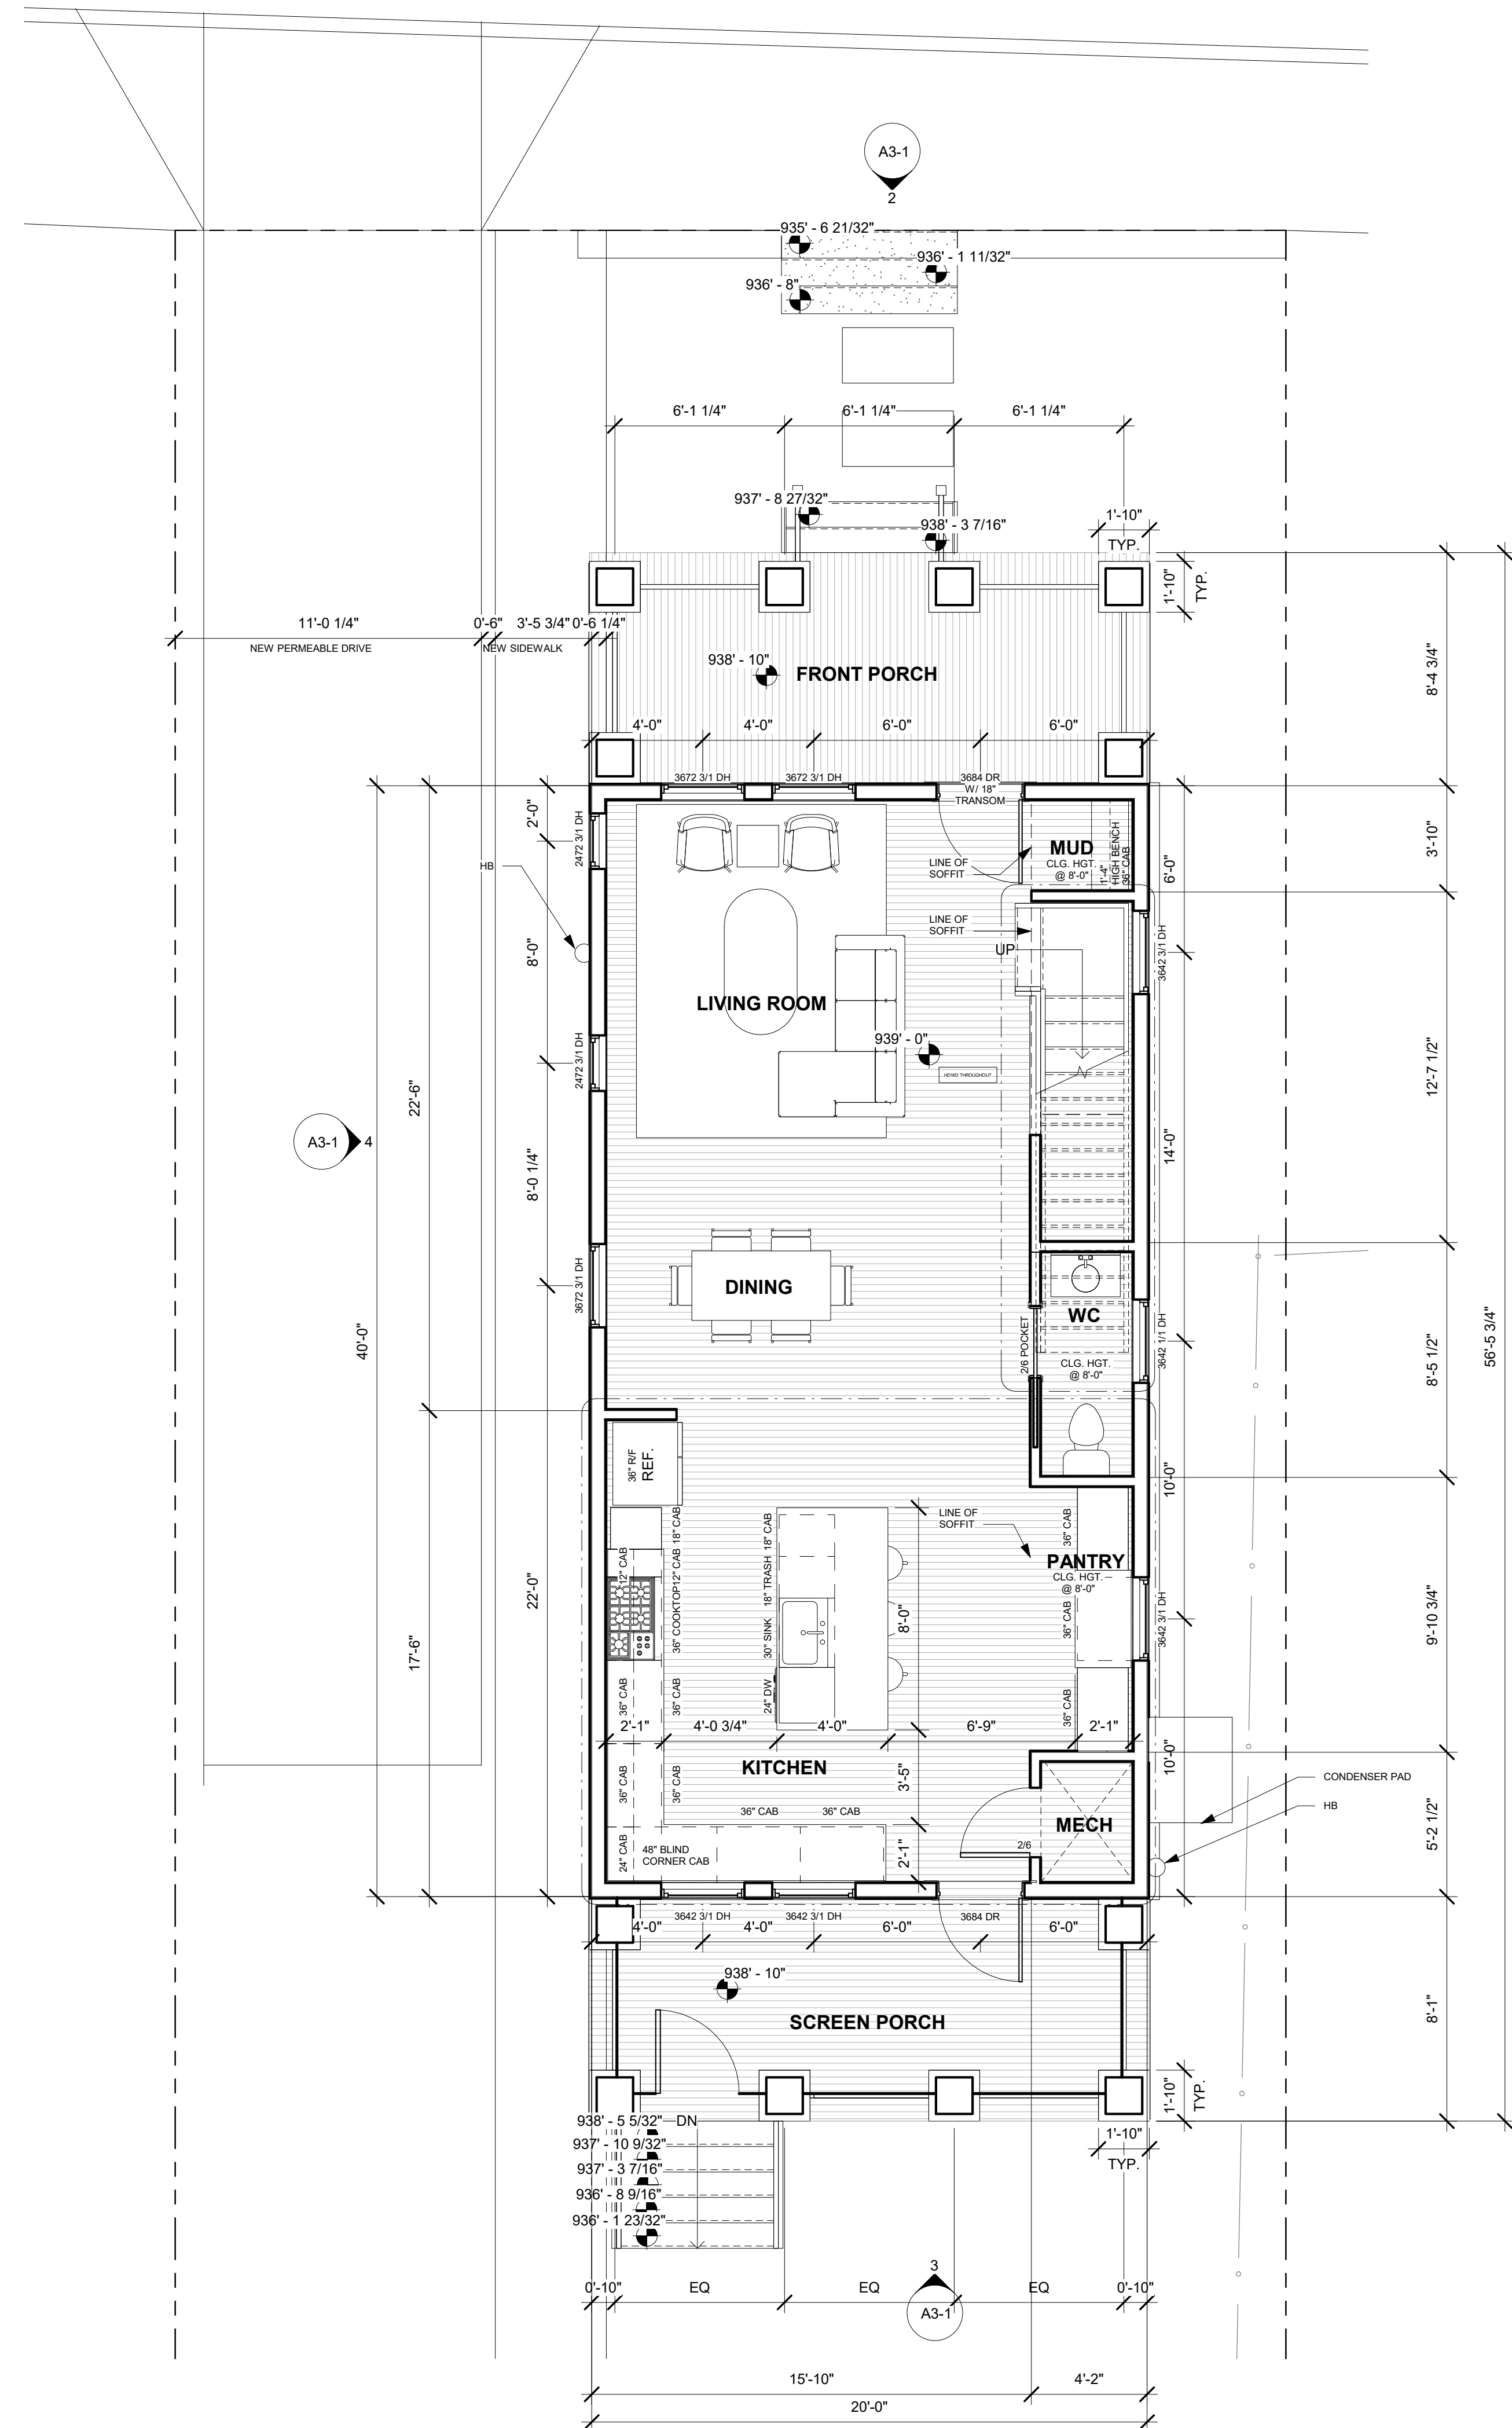 A3-1
2
935' - 6 21/32"
936' - 1 11/32"
936' - 8"
6'-1 1/4"
6'-1 1/4"
6'-1 1/4"
937' - 8 27/32"
938' - 3 7/16"
1'-10"
TYP.
1'-10"
TYP.
11'-0 1/4"
0'-6"
3'-5 3/4"
0'-6 1/4"
NEW PERMEABLE DRIVE
NEW SIDEWALK
938' - 10"
FRONT PORCH
8'-4 3/4"
4'-0"
4'-0"
6'-0"
6'-0"
3672 3/1 DH
3672 3/1 DH
3684 DR
W/ 18"
TRANSOM
2'-0"
2472 3/1 DH
HB
LINE OF
SOFFIT
MUD
CLG. HGT.
@ 8'-0"
1'-4"
HIGH BENCH
36" CAB
6'-0"
3'-10"
LINE OF
SOFFIT
UP
3642 3/1 DH
8'-0"
LIVING ROOM
939' - 0"
HDWD THROUGHOUT
2472 3/1 DH
22'-6"
12'-7 1/2"
A3-1
4
14'-0"
8'-0 1/4"
3672 3/1 DH
DINING
WC
2/6 POCKET
CLG. HGT.
@ 8'-0"
3642 1/1 DH
40'-0"
8'-5 1/2"
56'-5 3/4"
36" R/F
REF.
10'-0"
LINE OF
SOFFIT
18" CAB
12" CAB
12" CAB
36" COOKTOP
18" CAB
18" TRASH
30" SINK
24" DW
8'-0"
36" CAB
PANTRY
CLG. HGT.
@ 8'-0"
36" CAB
3642 3/1 DH
36" CAB
22'-0"
17'-6"
9'-10 3/4"
36" CAB
36" CAB
2'-1"
4'-0 3/4"
4'-0"
6'-9"
2'-1"
KITCHEN
3'-5"
10'-0"
36" CAB
36" CAB
36" CAB
36" CAB
CONDENSER PAD
HB
MECH
2/6
5'-2 1/2"
24" CAB
48" BLIND
CORNER CAB
2'-1"
3642 3/1 DH
3642 3/1 DH
3684 DR
4'-0"
4'-0"
6'-0"
6'-0"
938' - 10"
SCREEN PORCH
8'-1"
1'-10"
TYP.
938' - 5 5/32"
DN
937' - 10 9/32"
937' - 3 7/16"
936' - 8 9/16"
936' - 1 23/32"
1'-10"
TYP.
3
A3-1
0'-10"
EQ
EQ
EQ
0'-10"
15'-10"
4'-2"
20'-0"